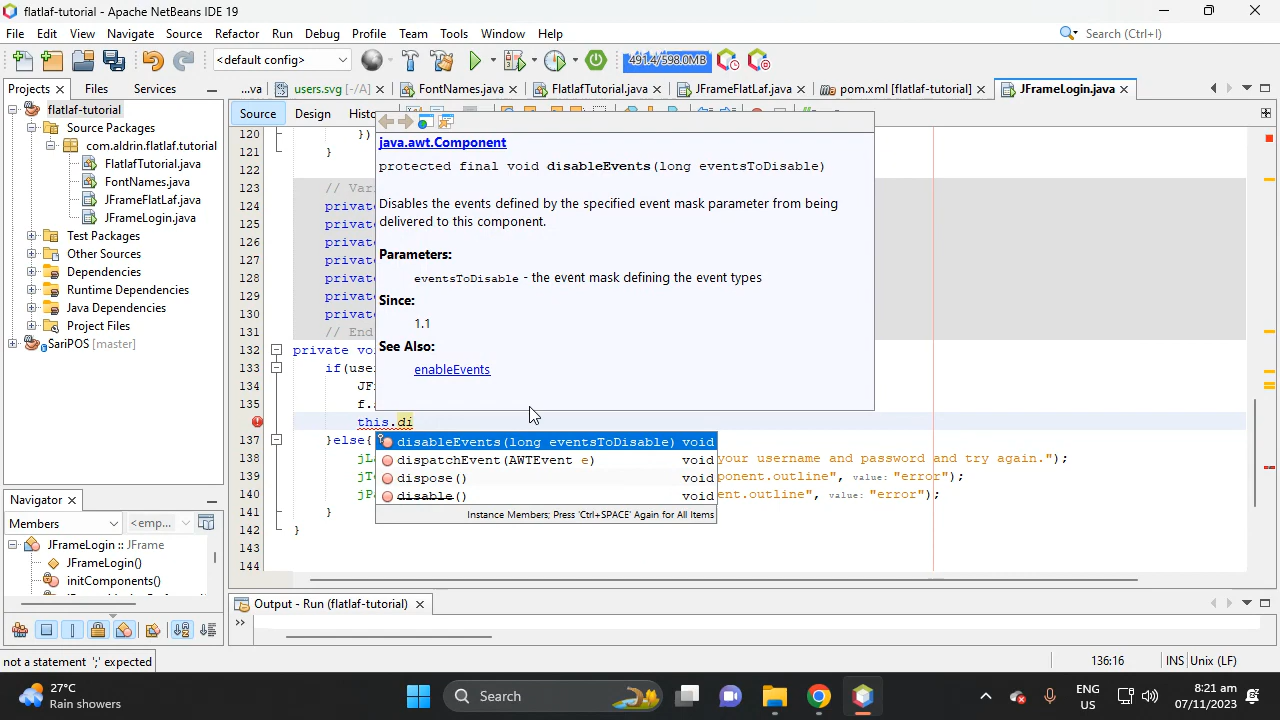 flatlaf-tutorial - Apache NetBeans IDE 19
File Edit View Navigate Source Refactor Run Debug Profile Team Tools Window Help
Search (Ctrl+I)
<default config>
491.4/598.0MB
Projects Files Services
...va users.svg [-/A] FontNames.java FlatlafTutorial.java JFrameFlatLaf.java pom.xml [flatlaf-tutorial] JFrameLogin.java
Source Design Histo
flatlaf-tutorial
Source Packages
com.aldrin.flatlaf.tutorial
FlatlafTutorial.java
FontNames.java
JFrameFlatLaf.java
JFrameLogin.java
Test Packages
Other Sources
Dependencies
Runtime Dependencies
Java Dependencies
Project Files
SariPOS [master]
Navigator
Members
<emp...
JFrameLogin :: JFrame
JFrameLogin()
initComponents()
120 })
121 }
122
123 // Var
124 private
125 private
126 private
127 private
128 private
129 private
130 private
131 // End
132 private vo
133 if(use
134 JF
135 f.
this.di
137 }else{
138 jL your username and password and try again.");
139 jT ponent.outline", value: "error");
140 jP ent.outline", value: "error");
141 }
142 }
143
144
java.awt.Component
protected final void disableEvents(long eventsToDisable)
Disables the events defined by the specified event mask parameter from being
delivered to this component.
Parameters:
eventsToDisable - the event mask defining the event types
Since:
1.1
See Also:
enableEvents
disableEvents(long eventsToDisable) void
dispatchEvent(AWTEvent e) void
dispose() void
disable() void
Instance Members; Press 'Ctrl+SPACE' Again for All Items
Output - Run (flatlaf-tutorial)
not a statement ';' expected
136:16 INS Unix (LF)
27°C
Rain showers
Search
ENG
US
8:21 am
07/11/2023